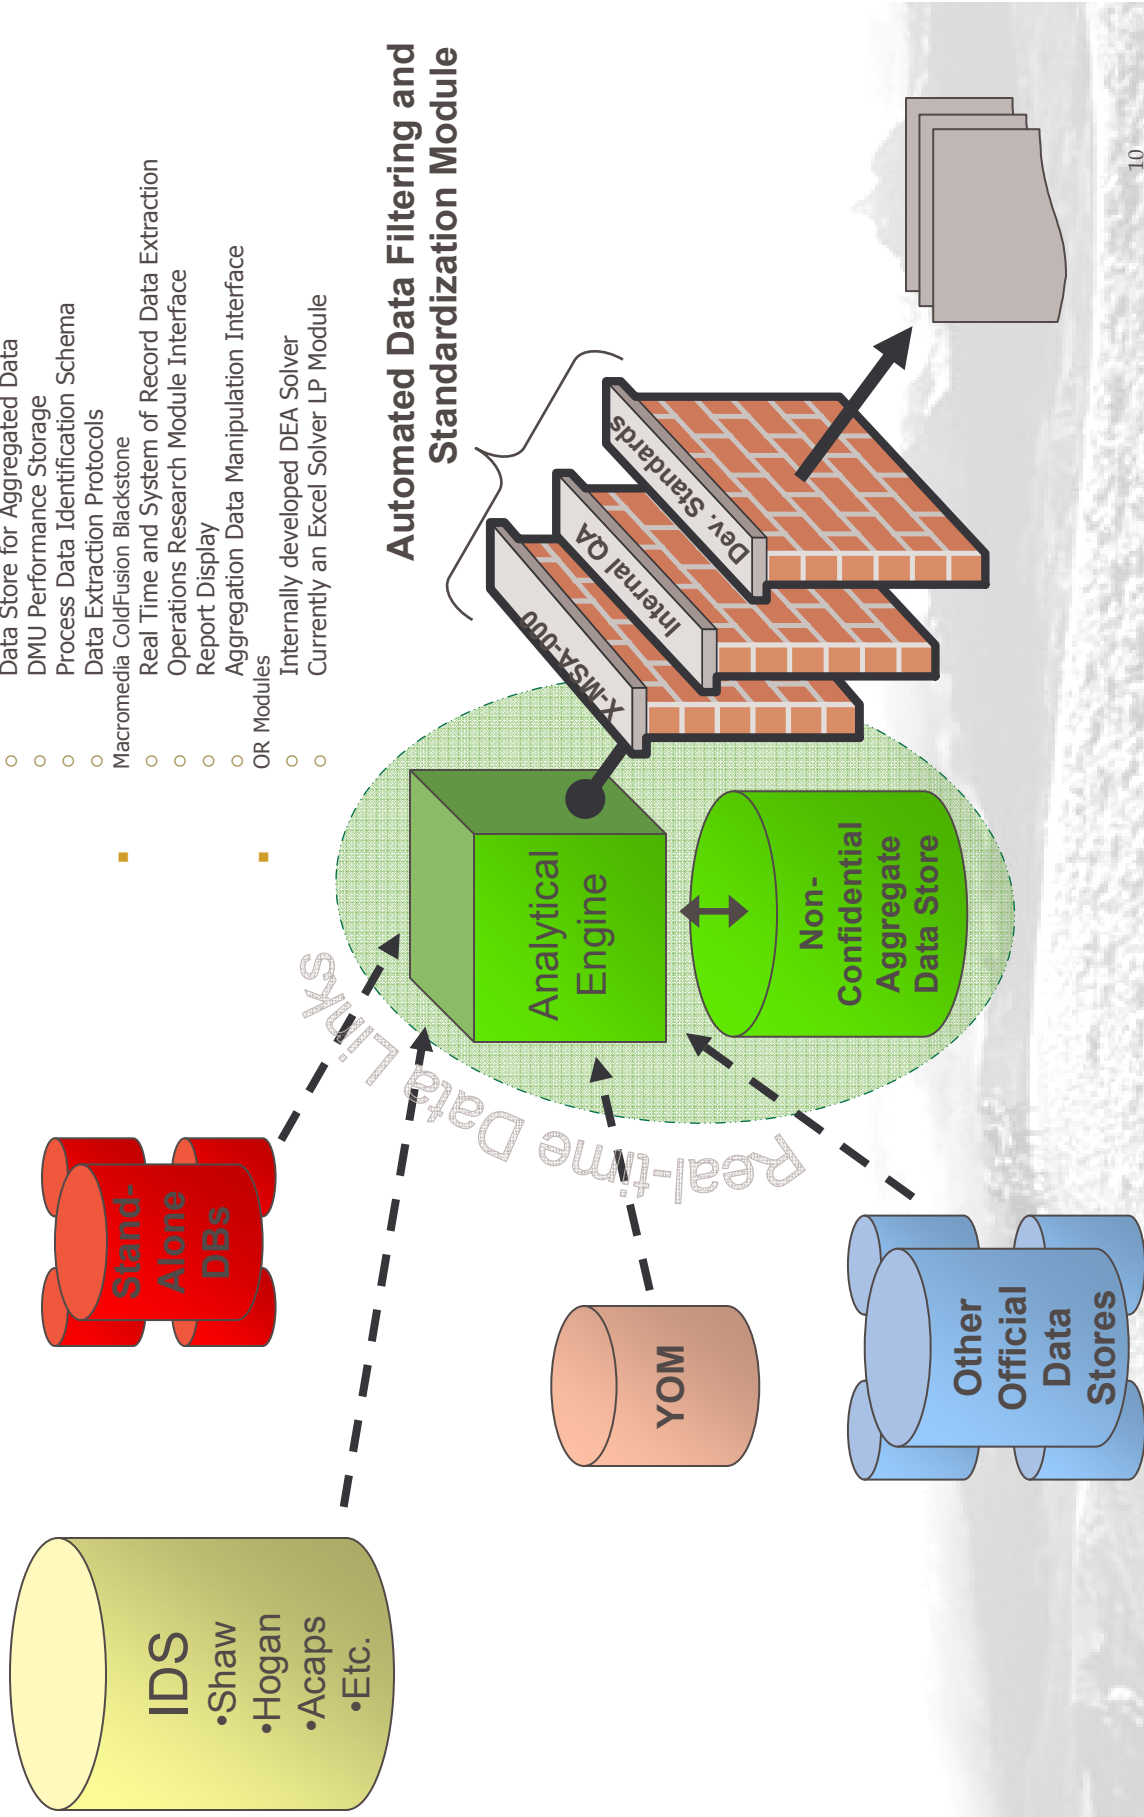 Data Store for Aggregated Data
DMU Performance Storage
Process Data Identification Schema
Data Extraction Protocols
Macromedia ColdFusion Blackstone
Real Time and System of Record Data Extraction
Operations Research Module Interface
Report Display
Aggregation Data Manipulation Interface
OR Modules
Internally developed DEA Solver
Currently an Excel Solver LP Module
Automated Data Filtering and
Standardization Module
IDS
•Shaw
•Hogan
•Acaps
•Etc.
Stand-
Alone
DBs
YOM
Other
Official
Data
Stores
Real-time Data Links
Analytical
Engine
Non-
Confidential
Aggregate
Data Store
X-MSA-000
Internal QA
Dev. Standards
10